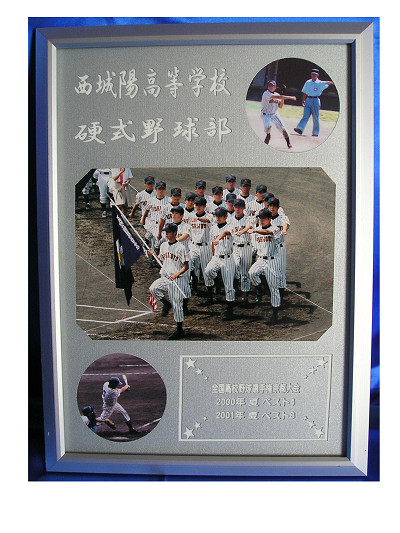 西城陽高等学校
硬式野球部
全国高校野球選手権京都大会
2000年 夏 ベスト4
2001年 夏 ベスト